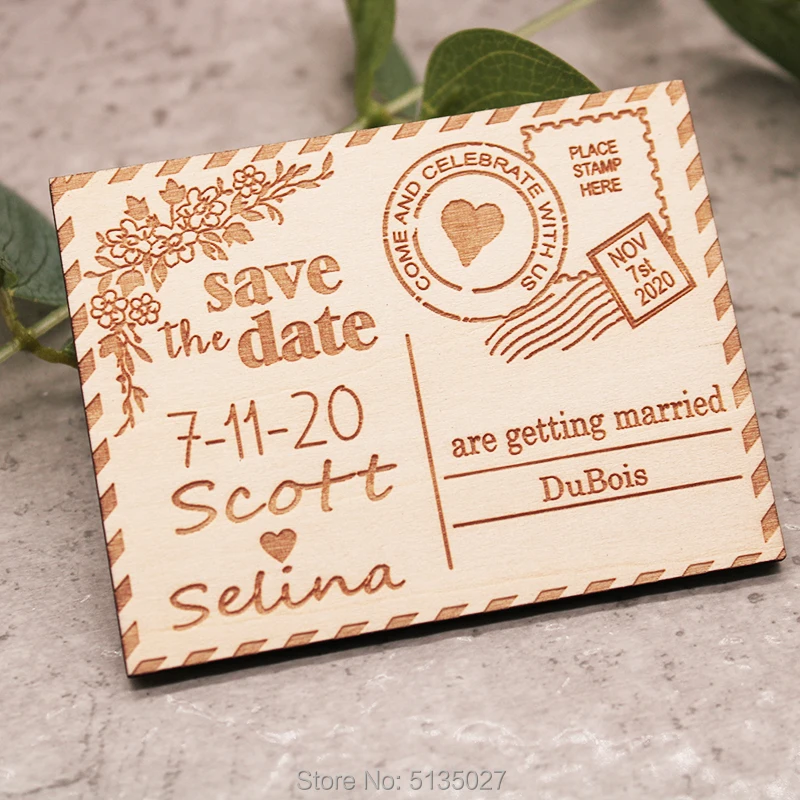 save
the date
7-11-20
Scott
Selina
COME AND CELEBRATE WITH US
PLACE
STAMP
HERE
NOV
7st
2020
are getting married
DuBois
Store No: 5135027